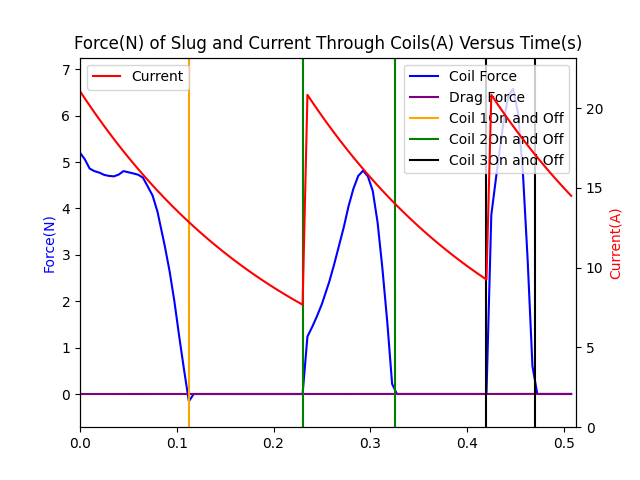 Force(N) of Slug and Current Through Coils(A) Versus Time(s)
Current
Coil Force
Drag Force
Coil 1On and Off
Coil 2On and Off
Coil 3On and Off
Force(N)
7
6
5
4
3
2
1
0
Current(A)
20
15
10
5
0
0.0 0.1 0.2 0.3 0.4 0.5